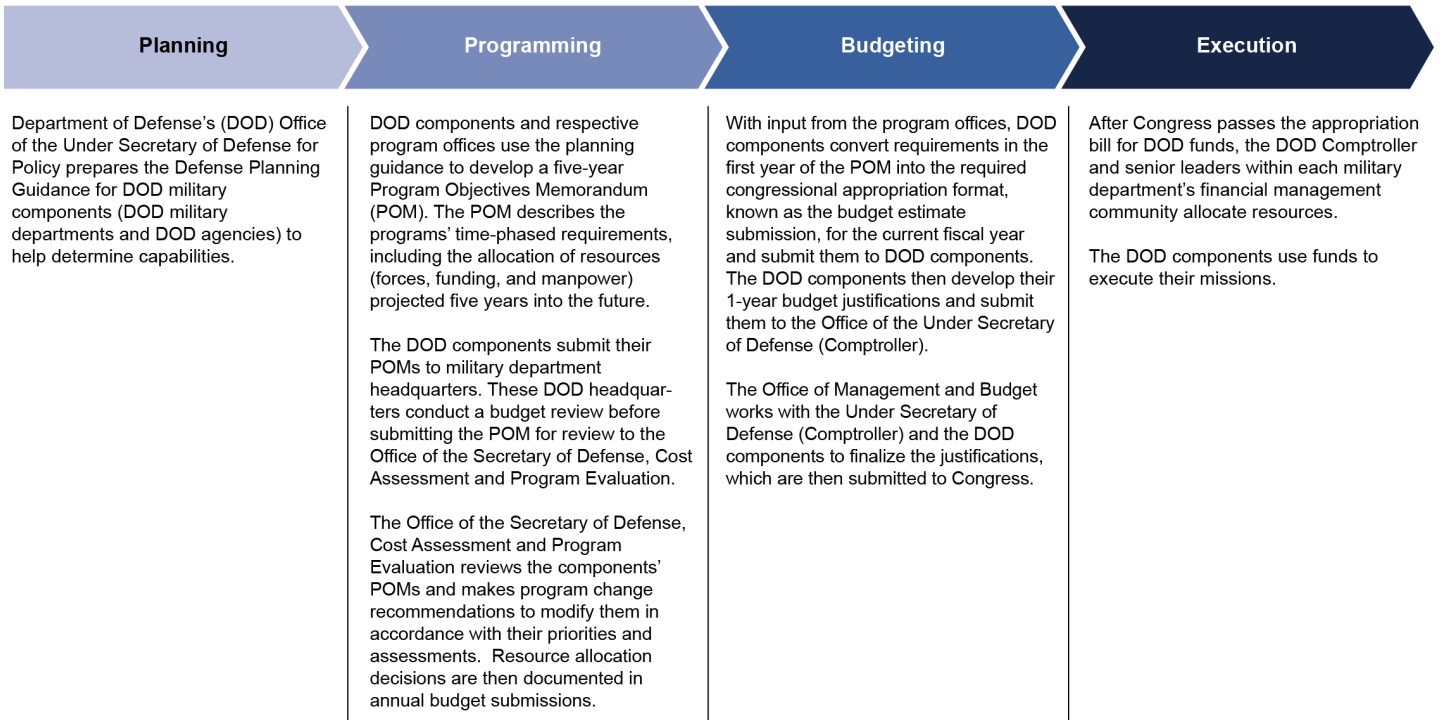 Planning
Programming
Budgeting
Execution
Department of Defense’s (DOD) Office
of the Under Secretary of Defense for
Policy prepares the Defense Planning
Guidance for DOD military
components (DOD military
departments and DOD agencies) to
help determine capabilities.
DOD components and respective
program offices use the planning
guidance to develop a five-year
Program Objectives Memorandum
(POM). The POM describes the
programs’ time-phased requirements,
including the allocation of resources
(forces, funding, and manpower)
projected five years into the future.
The DOD components submit their
POMs to military department
headquarters. These DOD headquar-
ters conduct a budget review before
submitting the POM for review to the
Office of the Secretary of Defense, Cost
Assessment and Program Evaluation.
The Office of the Secretary of Defense,
Cost Assessment and Program
Evaluation reviews the components’
POMs and makes program change
recommendations to modify them in
accordance with their priorities and
assessments.  Resource allocation
decisions are then documented in
annual budget submissions.
With input from the program offices, DOD
components convert requirements in the
first year of the POM into the required
congressional appropriation format,
known as the budget estimate
submission, for the current fiscal year
and submit them to DOD components.
The DOD components then develop their
1-year budget justifications and submit
them to the Office of the Under Secretary
of Defense (Comptroller).
The Office of Management and Budget
works with the Under Secretary of
Defense (Comptroller) and the DOD
components to finalize the justifications,
which are then submitted to Congress.
After Congress passes the appropriation
bill for DOD funds, the DOD Comptroller
and senior leaders within each military
department’s financial management
community allocate resources.
The DOD components use funds to
execute their missions.